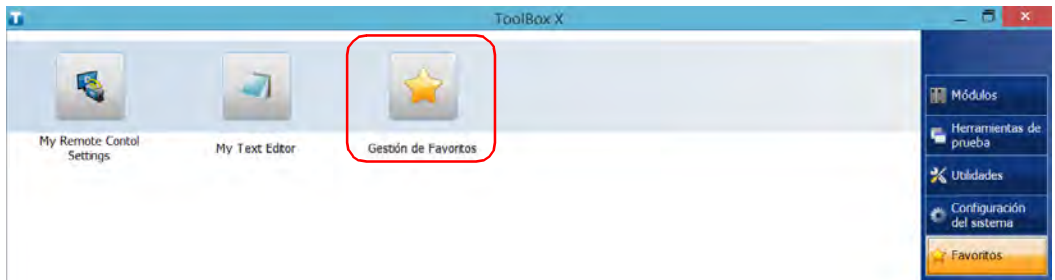 ToolBox X
My Remote Contol
Settings
My Text Editor
Gestión de Favoritos
Módulos
Herramientas de
prueba
Utilidades
Configuración
del sistema
Favoritos